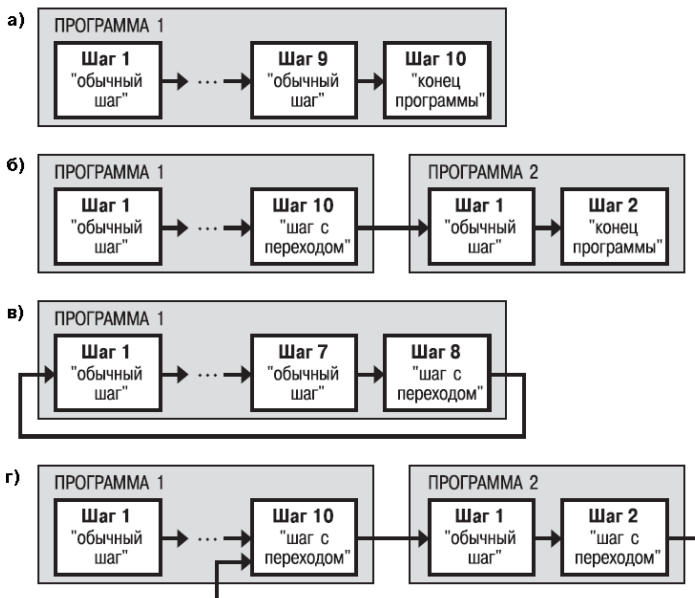 а)
ПРОГРАММА 1
Шаг 1
"обычный
шаг"
...
Шаг 9
"обычный
шаг"
Шаг 10
"конец
программы"
б)
ПРОГРАММА 1
Шаг 1
"обычный
шаг"
...
Шаг 10
"шаг с
переходом"
ПРОГРАММА 2
Шаг 1
"обычный
шаг"
Шаг 2
"конец
программы"
в)
ПРОГРАММА 1
Шаг 1
"обычный
шаг"
...
Шаг 7
"обычный
шаг"
Шаг 8
"шаг с
переходом"
г)
ПРОГРАММА 1
Шаг 1
"обычный
шаг"
...
Шаг 10
"шаг с
переходом"
ПРОГРАММА 2
Шаг 1
"обычный
шаг"
Шаг 2
"шаг с
переходом"